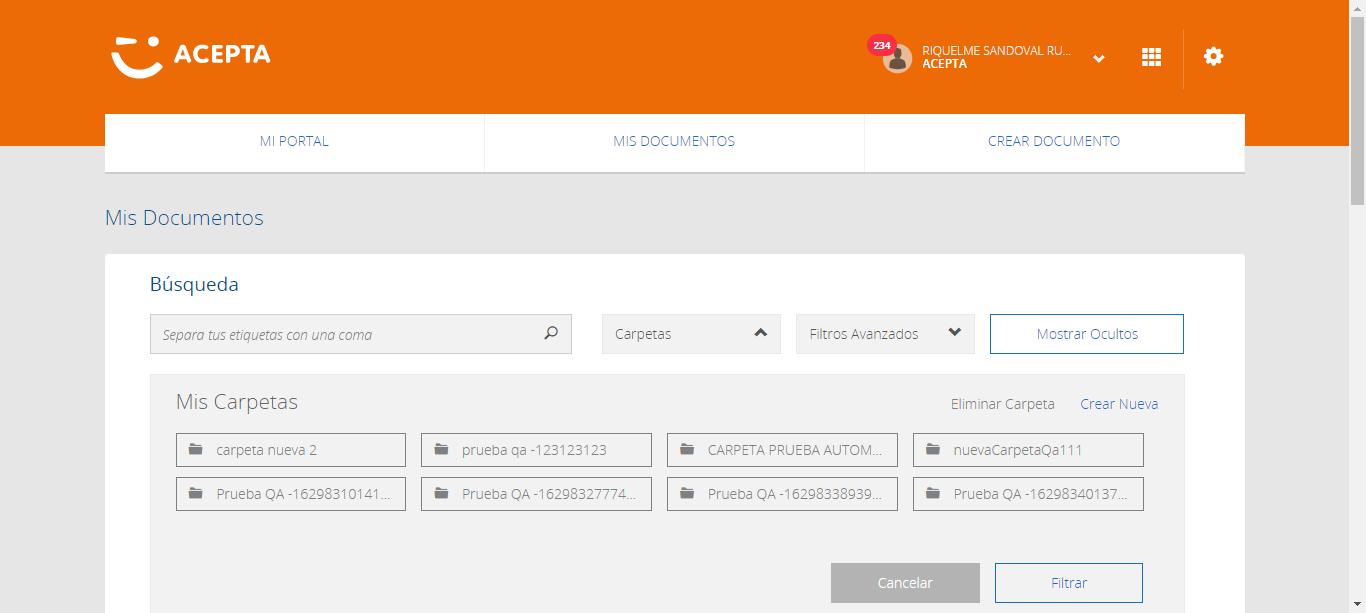 ACEPTA
234
RIQUELME SANDOVAL RU...
ACEPTA
MI PORTAL
MIS DOCUMENTOS
CREAR DOCUMENTO
Mis Documentos
Búsqueda
Separa tus etiquetas con una coma
Carpetas
Filtros Avanzados
Mostrar Ocultos
Mis Carpetas
Eliminar Carpeta
Crear Nueva
carpeta nueva 2
prueba qa -123123123
CARPETA PRUEBA AUTOM...
nuevaCarpetaQa111
Prueba QA -16298310141...
Prueba QA -16298327774...
Prueba QA -16298338939...
Prueba QA -16298340137...
Cancelar
Filtrar